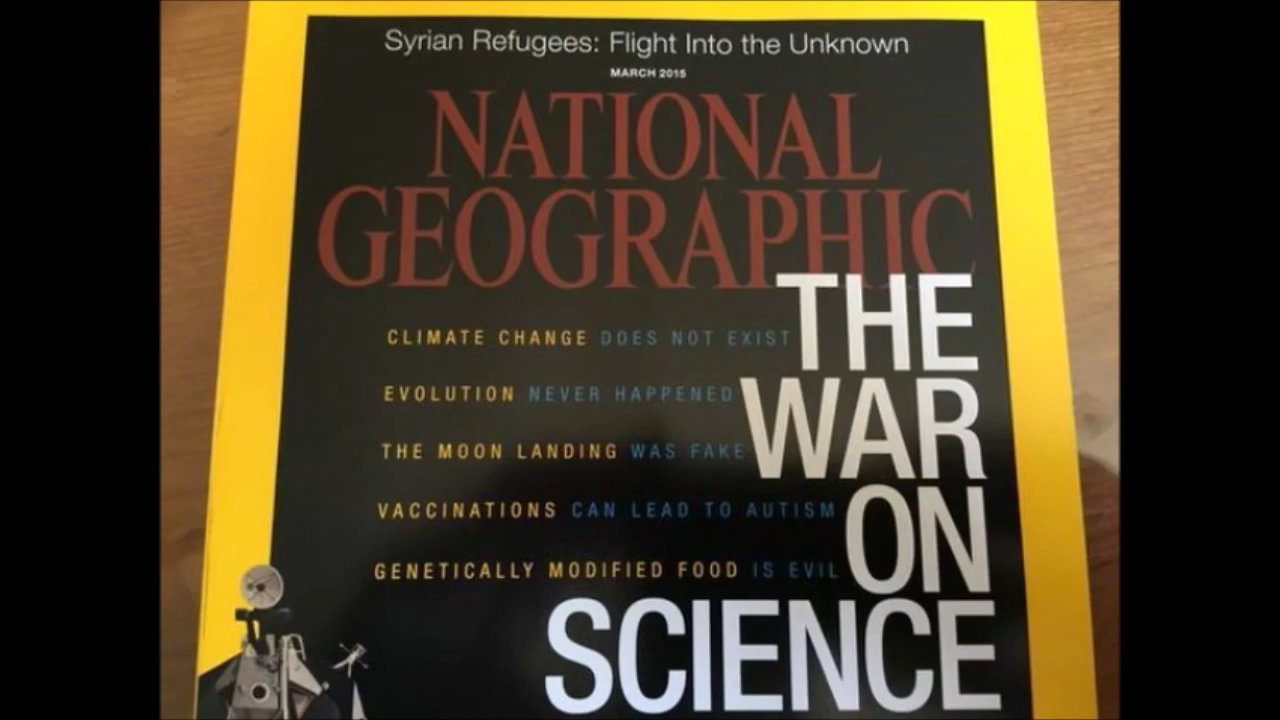 Syrian Refugees: Flight Into the Unknown
MARCH 2015
NATIONAL
GEOGRAPHIC
THE
WAR
ON
SCIENCE
CLIMATE CHANGE DOES NOT EXIST
EVOLUTION NEVER HAPPENED
THE MOON LANDING WAS FAKE
VACCINATIONS CAN LEAD TO AUTISM
GENETICALLY MODIFIED FOOD IS EVIL